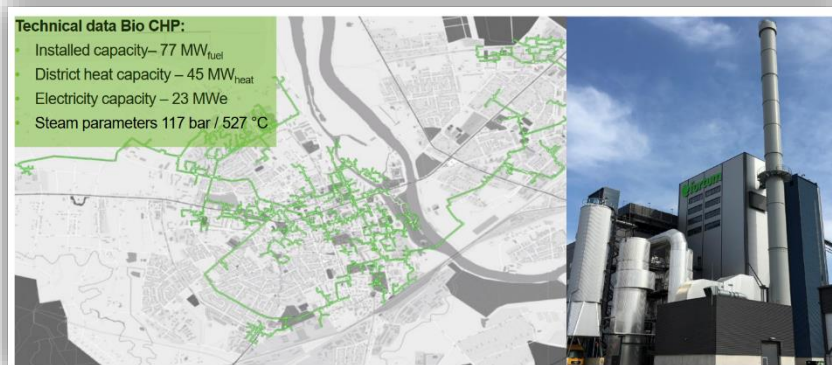 Technical data Bio CHP:
• Installed capacity– 77 MWfuel
• District heat capacity – 45 MWheat
• Electricity capacity – 23 MWe
• Steam parameters 117 bar / 527 °C
fortum